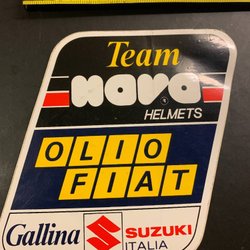 Team
nava
HELMETS
OLIO
FIAT
Gallina SUZUKI
ITALIA